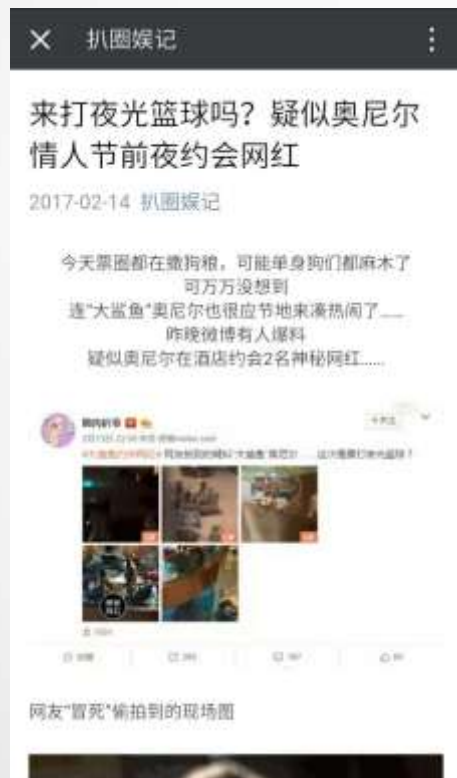 扒圈娱记
来打夜光篮球吗？疑似奥尼尔
情人节前夜约会网红
2017-02-14 扒圈娱记
今天票圈都在撒狗粮，可能单身狗们都麻木了
可万万没想到
连“大鲨鱼”奥尼尔也很应节地来凑热闹了……
昨晚微博有人爆料
疑似奥尼尔在酒店约会2名神秘网红……
网友“冒死”偷拍到的现场图